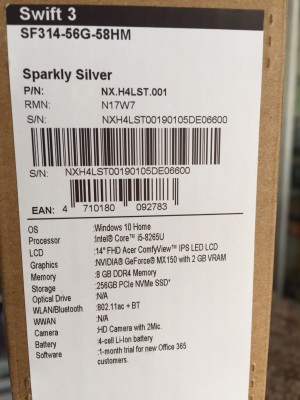 Swift 3
SF314-56G-58HM
Sparkly Silver
P/N: NX.H4LST.001
RMN: N17W7
S/N: NXH4LST00190105DE06600
S/N: NXH4LST00190105DE06600
EAN: 4 710180 092783
OS :Windows 10 Home
Processor :Intel® Core™ i5-8265U
LCD :14" FHD Acer ComfyView™ IPS LED LCD
Graphics :NVIDIA® GeForce® MX150 with 2 GB VRAM
Memory :8 GB DDR4 Memory
Storage :256GB PCIe NVMe SSD*
Optical Drive :N/A
WLAN/Bluetooth :802.11ac + BT
WWAN :N/A
Camera :HD Camera with 2Mic.
Battery :4-cell Li-Ion battery
Software :1-month trial for new Office 365
customers.